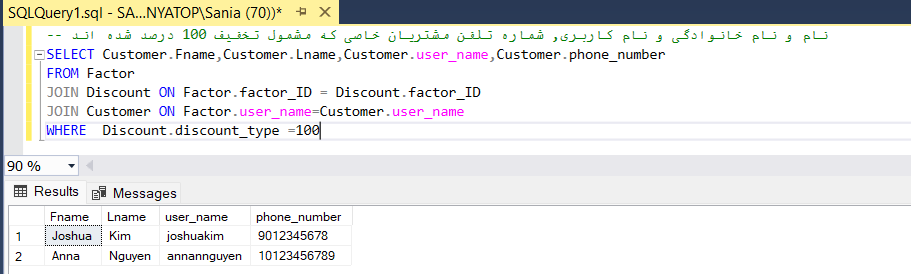 SQLQuery1.sql - SA...NYATOP\Sania (70))*
-- نام و نام خانوادگی و نام کاربری, شماره تلفن مشتریان خاصی که مشمول تخفیف 100 درصد شده اند
SELECT Customer.Fname,Customer.Lname,Customer.user_name,Customer.phone_number
FROM Factor
JOIN Discount ON Factor.factor_ID = Discount.factor_ID
JOIN Customer ON Factor.user_name=Customer.user_name
WHERE  Discount.discount_type =100
90 %
Results Messages
Fname Lname user_name phone_number
1 Joshua Kim joshuakim 9012345678
2 Anna Nguyen annannguyen 10123456789